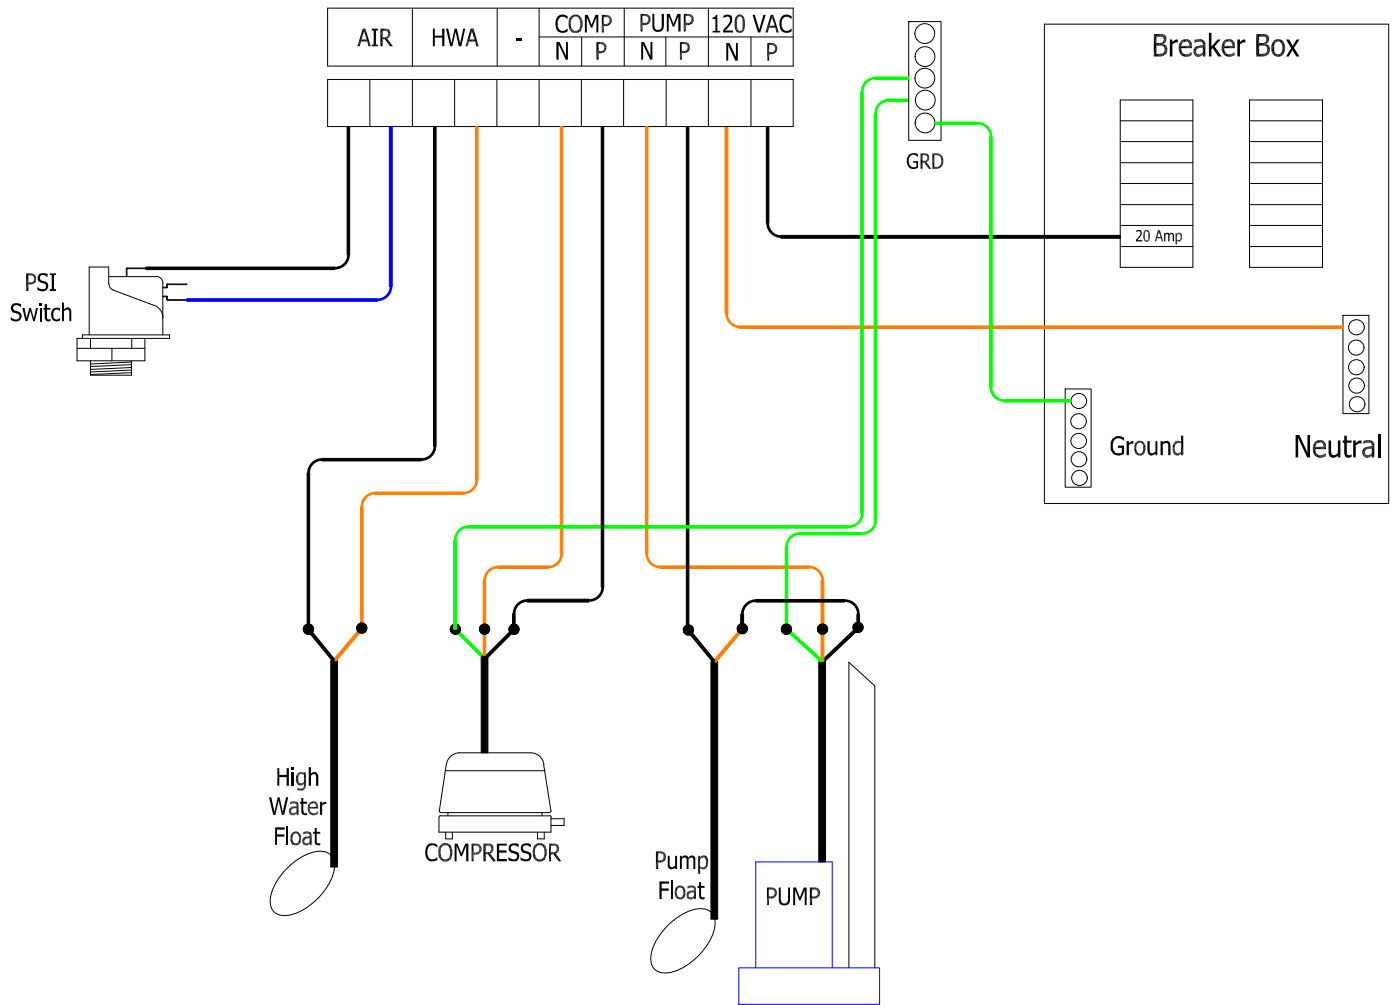 AIR HWA - COMP PUMP 120 VAC
N P N P N P
Breaker Box
GRD
20 Amp
PSI
Switch
Ground
Neutral
High
Water
Float
COMPRESSOR
Pump
Float
PUMP